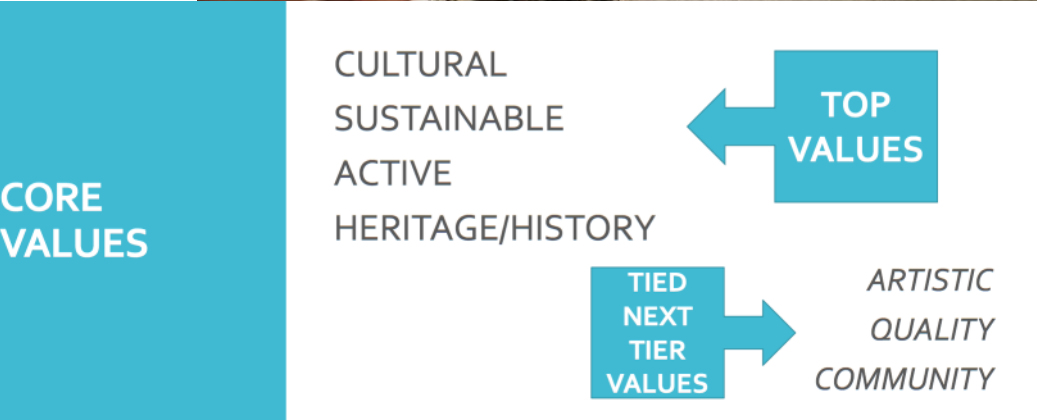 CORE
VALUES
CULTURAL
SUSTAINABLE
ACTIVE
HERITAGE/HISTORY
TOP
VALUES
TIED
NEXT
TIER
VALUES
ARTISTIC
QUALITY
COMMUNITY